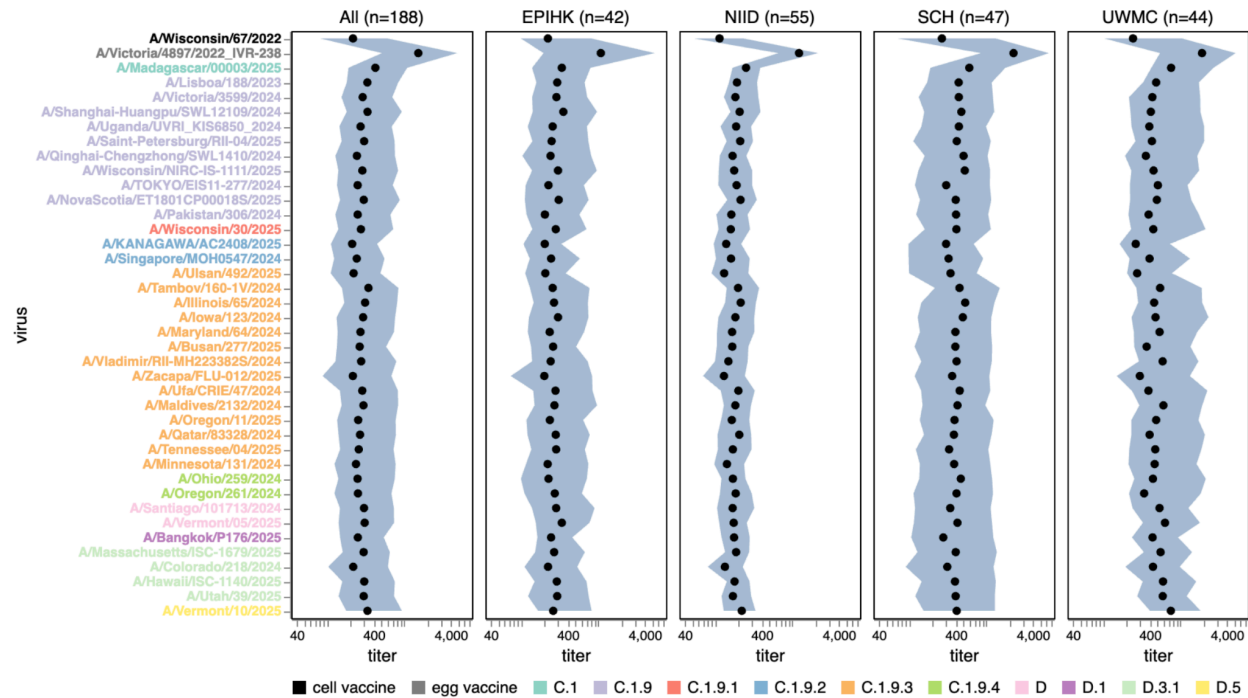 All (n=188) EPIHK (n=42) NIID (n=55) SCH (n=47) UWMC (n=44)
virus
A/Wisconsin/67/2022
A/Victoria/4897/2022_IVR-238
A/Madagascar/00003/2025
A/Lisboa/188/2023
A/Victoria/3599/2024
A/Shanghai-Huangpu/SWL12109/2024
A/Uganda/UVRI_KIS6850_2024
A/Saint-Petersburg/RII-04/2025
A/Qinghai-Chengzhong/SWL1410/2024
A/Wisconsin/NIRC-IS-1111/2025
A/TOKYO/EIS11-277/2024
A/NovaScotia/ET1801CP00018S/2025
A/Pakistan/306/2024
A/Wisconsin/30/2025
A/KANAGAWA/AC2408/2025
A/Singapore/MOH0547/2024
A/Ulsan/492/2025
A/Tambov/160-1V/2024
A/Illinois/65/2024
A/Iowa/123/2024
A/Maryland/64/2024
A/Busan/277/2025
A/Vladimir/RII-MH223382S/2024
A/Zacapa/FLU-012/2025
A/Ufa/CRIE/47/2024
A/Maldives/2132/2024
A/Oregon/11/2025
A/Qatar/83328/2024
A/Tennessee/04/2025
A/Minnesota/131/2024
A/Ohio/259/2024
A/Oregon/261/2024
A/Santiago/101713/2024
A/Vermont/05/2025
A/Bangkok/P176/2025
A/Massachusetts/ISC-1679/2025
A/Colorado/218/2024
A/Hawaii/ISC-1140/2025
A/Utah/39/2025
A/Vermont/10/2025
40 400 4,000 40 400 4,000 40 400 4,000 40 400 4,000 40 400 4,000
titer titer titer titer titer
cell vaccine egg vaccine C.1 C.1.9 C.1.9.1 C.1.9.2 C.1.9.3 C.1.9.4 D D.1 D.3.1 D.5